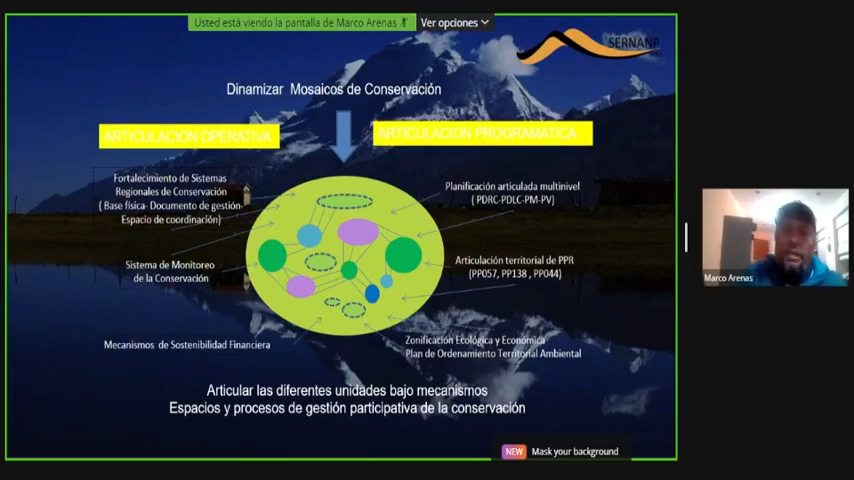 Usted está viendo la pantalla de Marco Arenas
Ver opciones
SERNANP
Dinamizar Mosaicos de Conservación
ARTICULACION OPERATIVA
ARTICULACION PROGRAMATICA
Fortalecimiento de Sistemas
Regionales de Conservación
( Base física- Documento de gestión-
Espacio de coordinación)
Planificación articulada multinivel
( PDRC-PDLC-PM-PV)
Sistema de Monitoreo
de la Conservación
Articulación territorial de PPR
(PP057, PP138 , PP044)
Mecanismos de Sostenibilidad Financiera
Zonificación Ecológica y Económica
Plan de Ordenamiento Territorial Ambiental
Articular las diferentes unidades bajo mecanismos
Espacios y procesos de gestión participativa de la conservación
NEW Mask your background
Marco Arenas